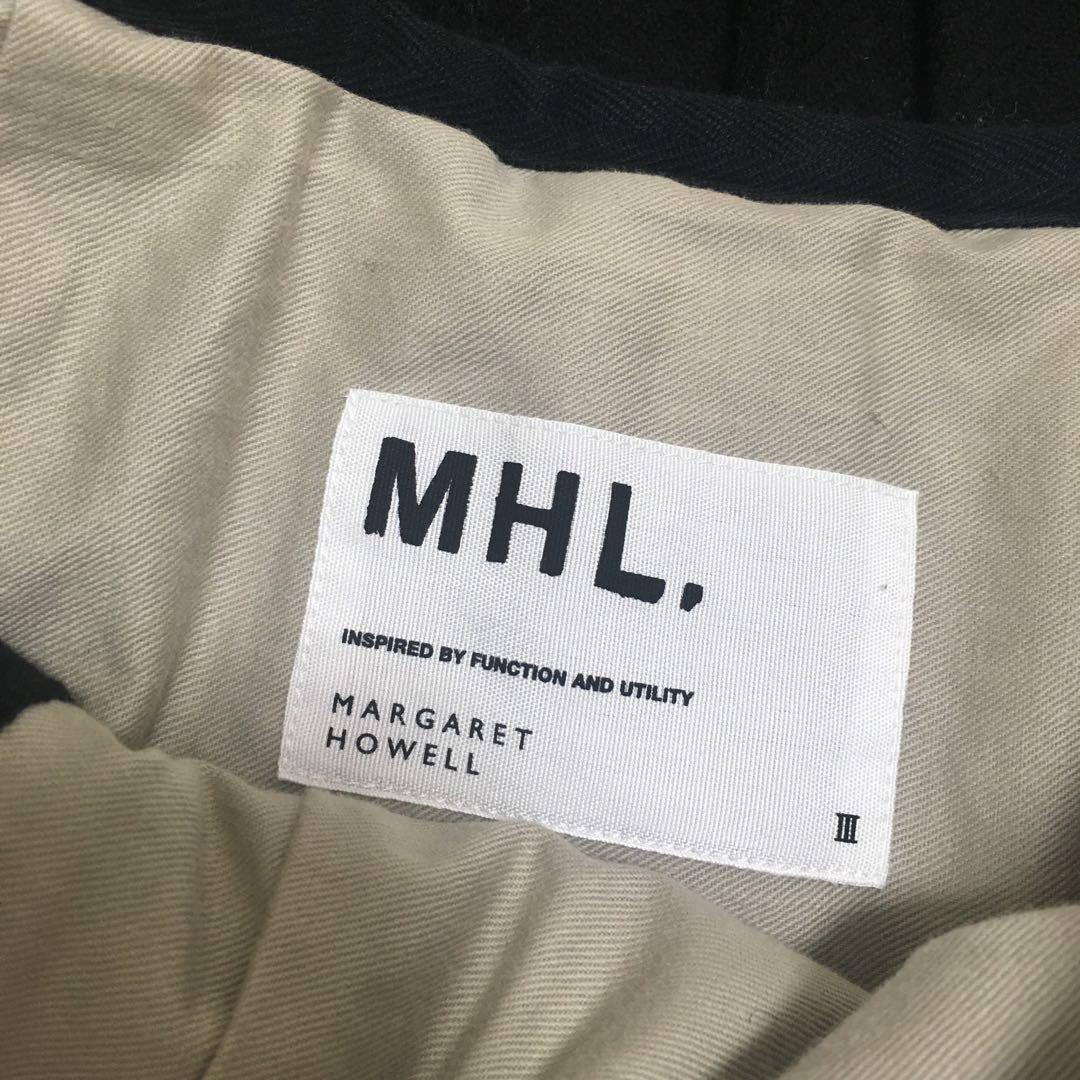 MHL.
INSPIRED BY FUNCTION AND UTILITY
MARGARET
HOWELL
III